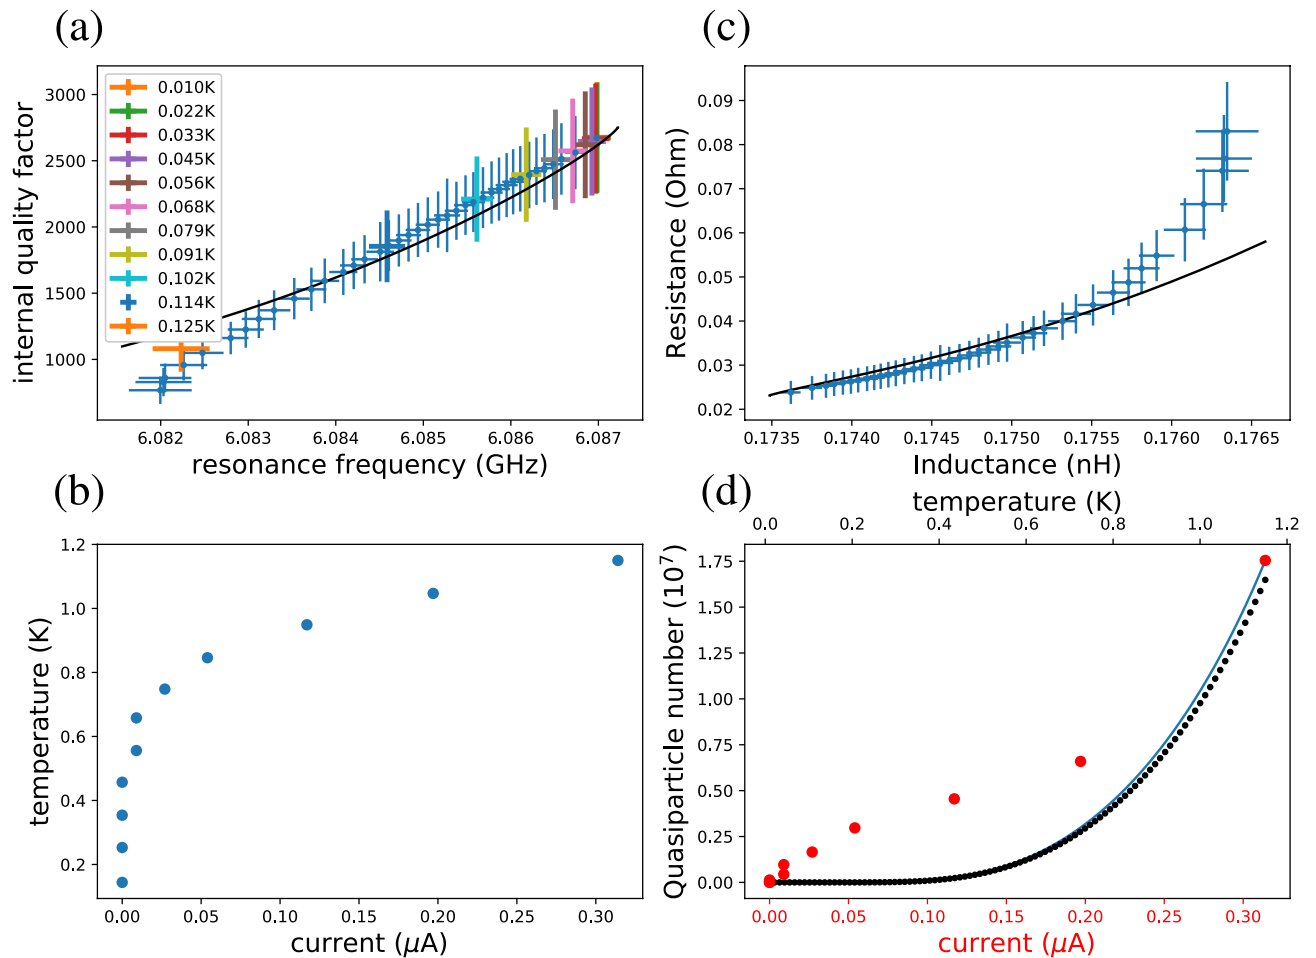 (a)
internal quality factor
3000
2500
2000
1500
1000
0.010K
0.022K
0.033K
0.045K
0.056K
0.068K
0.079K
0.091K
0.102K
0.114K
0.125K
6.082 6.083 6.084 6.085 6.086 6.087
resonance frequency (GHz)
(c)
Resistance (Ohm)
0.09
0.08
0.07
0.06
0.05
0.04
0.03
0.02
0.1735 0.1740 0.1745 0.1750 0.1755 0.1760 0.1765
Inductance (nH)
(b)
temperature (K)
1.2
1.0
0.8
0.6
0.4
0.2
0.00 0.05 0.10 0.15 0.20 0.25 0.30
current (μA)
(d)
temperature (K)
0.0 0.2 0.4 0.6 0.8 1.0 1.2
Quasiparticle number (10⁷)
1.75
1.50
1.25
1.00
0.75
0.50
0.25
0.00
0.00 0.05 0.10 0.15 0.20 0.25 0.30
current (μA)